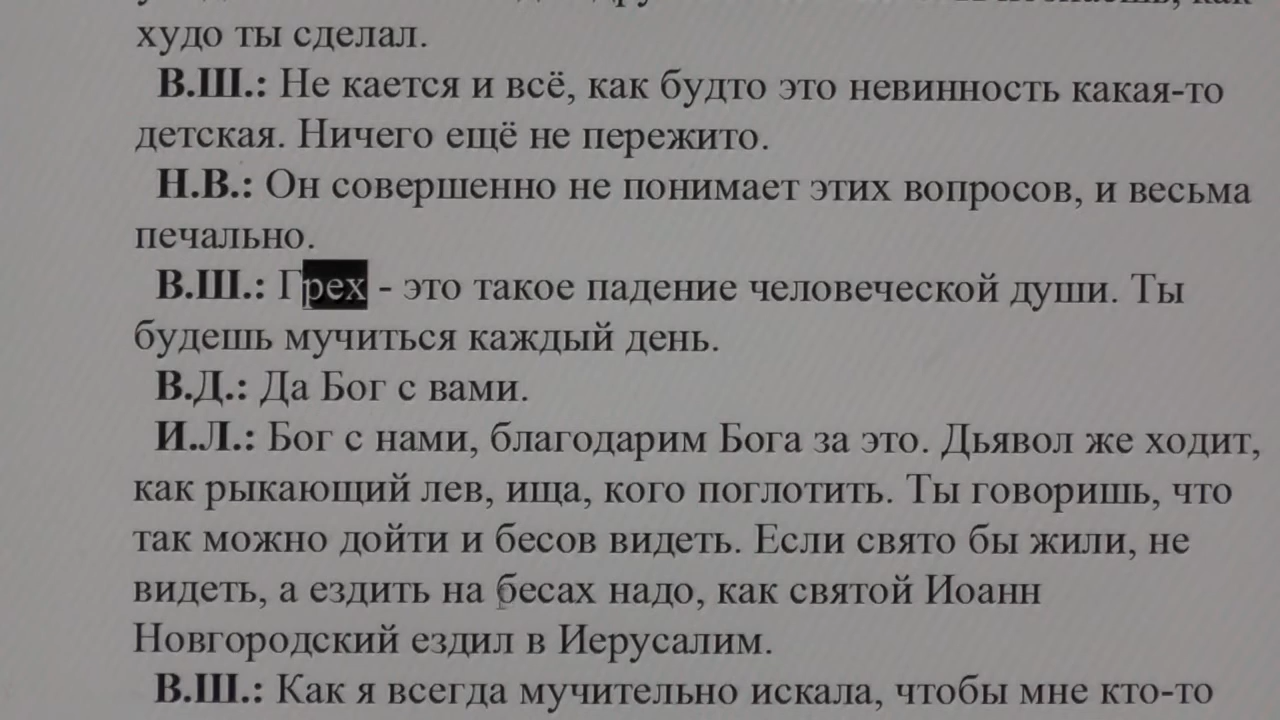 худо ты сделал.
В.Ш.: Не кается и всё, как будто это невинность какая-то
детская. Ничего ещё не пережито.
Н.В.: Он совершенно не понимает этих вопросов, и весьма
печально.
В.Ш.: Грех - это такое падение человеческой души. Ты
будешь мучиться каждый день.
В.Д.: Да Бог с вами.
И.Л.: Бог с нами, благодарим Бога за это. Дьявол же ходит,
как рыкающий лев, ища, кого поглотить. Ты говоришь, что
так можно дойти и бесов видеть. Если свято бы жили, не
видеть, а ездить на бесах надо, как святой Иоанн
Новгородский ездил в Иерусалим.
В.Ш.: Как я всегда мучительно искала, чтобы мне кто-то